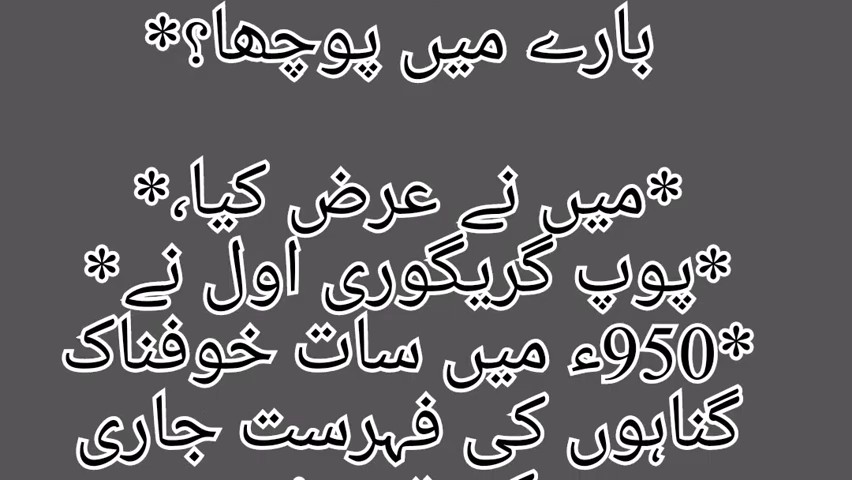 بارے میں پوچھا؟*
*میں نے عرض کیا،*
*پوپ گریگوری اول نے*
*950ء میں سات خوفناک
گناہوں کی فہرست جاری